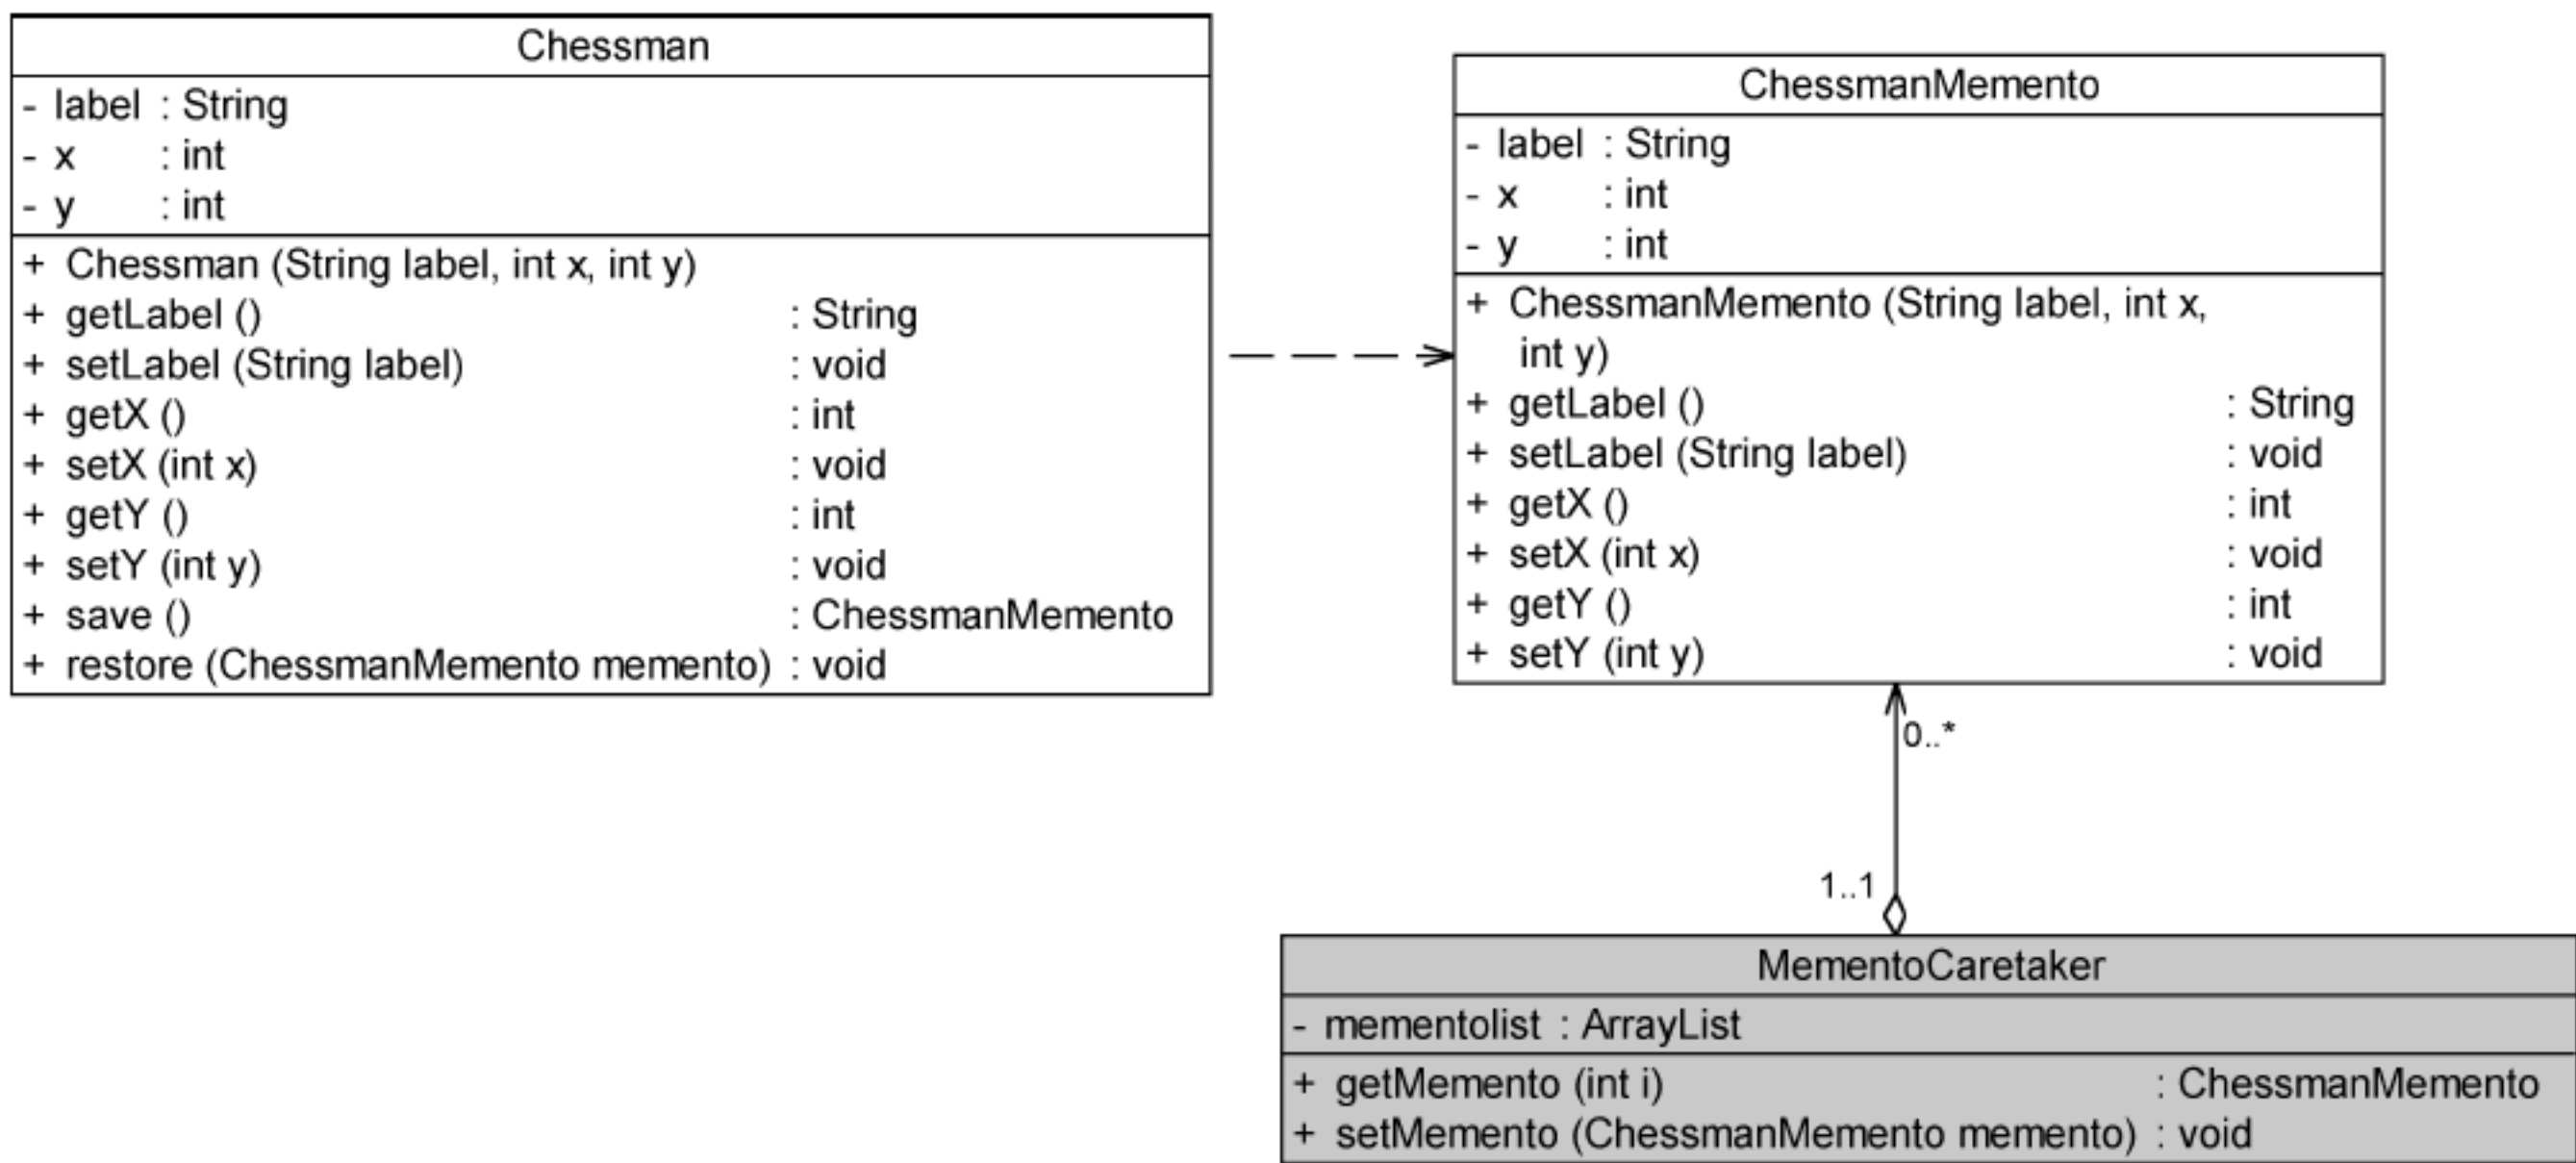 Chessman
- label : String
- x : int
- y : int
+ Chessman (String label, int x, int y)
+ getLabel () : String
+ setLabel (String label) : void
+ getX () : int
+ setX (int x) : void
+ getY () : int
+ setY (int y) : void
+ save () : ChessmanMemento
+ restore (ChessmanMemento memento) : void
ChessmanMemento
- label : String
- x : int
- y : int
+ ChessmanMemento (String label, int x,
int y)
+ getLabel () : String
+ setLabel (String label) : void
+ getX () : int
+ setX (int x) : void
+ getY () : int
+ setY (int y) : void
0..*
1..1
MementoCaretaker
- mementolist : ArrayList
+ getMemento (int i) : ChessmanMemento
+ setMemento (ChessmanMemento memento) : void